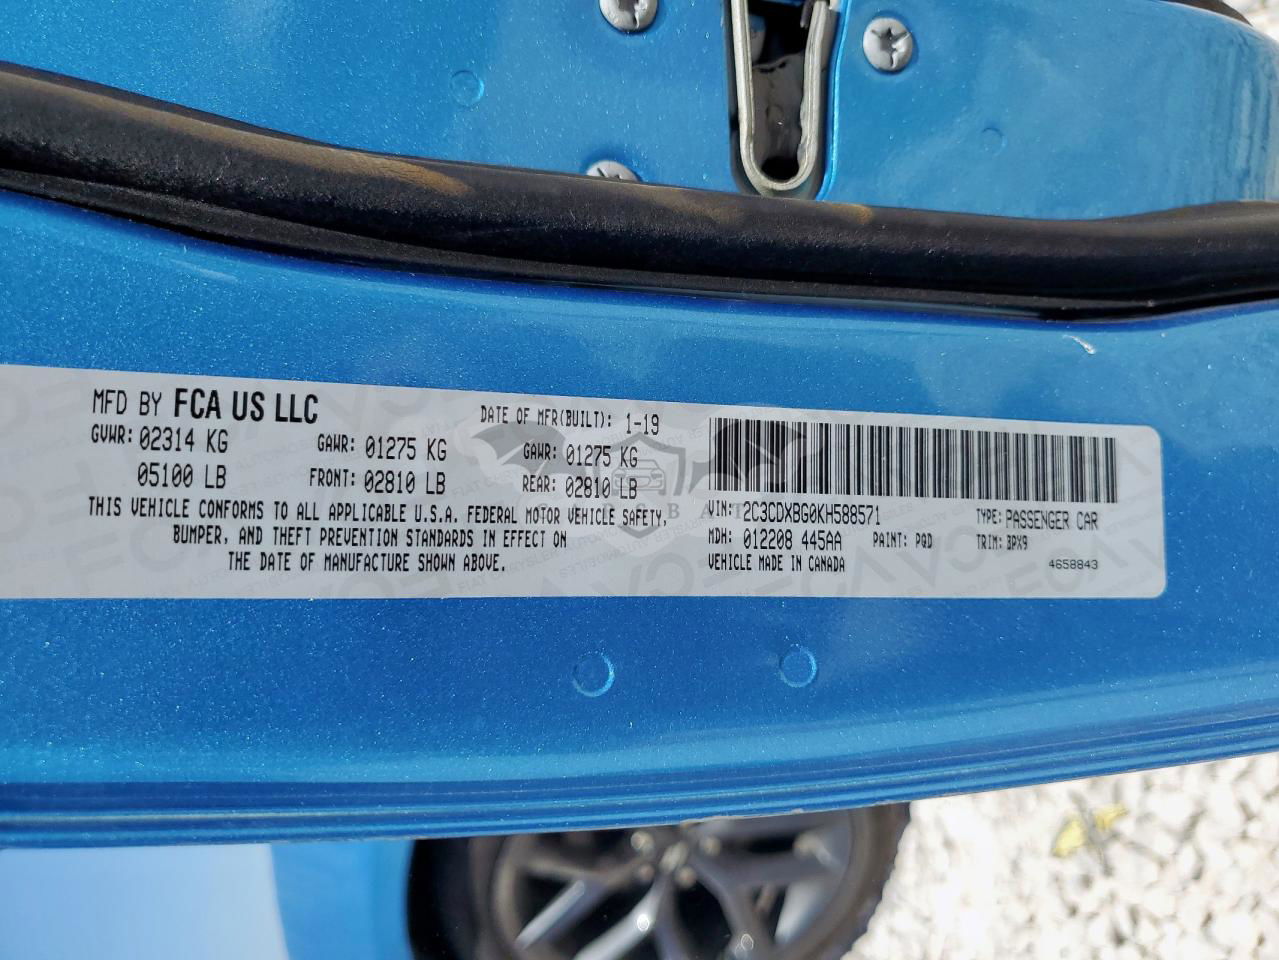 MFD BY FCA US LLC
DATE OF MFR(BUILT): 1-19
GVWR: 02314 KG GAWR: 01275 KG GAWR: 01275 KG
05100 LB FRONT: 02810 LB REAR: 02810 LB
THIS VEHICLE CONFORMS TO ALL APPLICABLE U.S.A. FEDERAL MOTOR VEHICLE SAFETY,
BUMPER, AND THEFT PREVENTION STANDARDS IN EFFECT ON
THE DATE OF MANUFACTURE SHOWN ABOVE.
VIN: 2C3CDXBG0KH588571 TYPE: PASSENGER CAR
MDH: 012208 445AA PAINT: PQD TRIM: BPX9
VEHICLE MADE IN CANADA 4658843